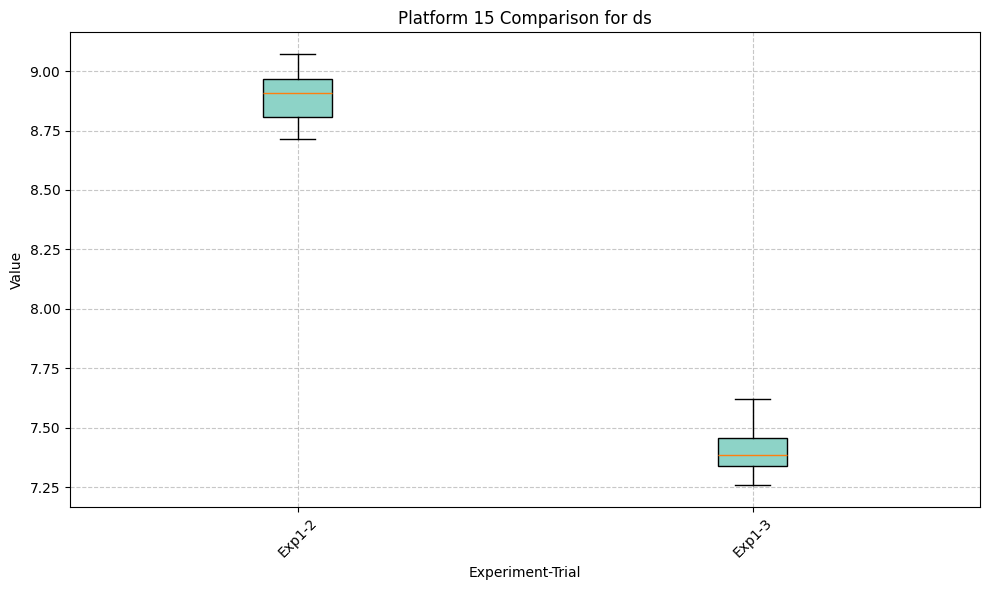 Platform 15 Comparison for ds
Value
9.00
8.75
8.50
8.25
8.00
7.75
7.50
7.25
Exp1-2
Exp1-3
Experiment-Trial